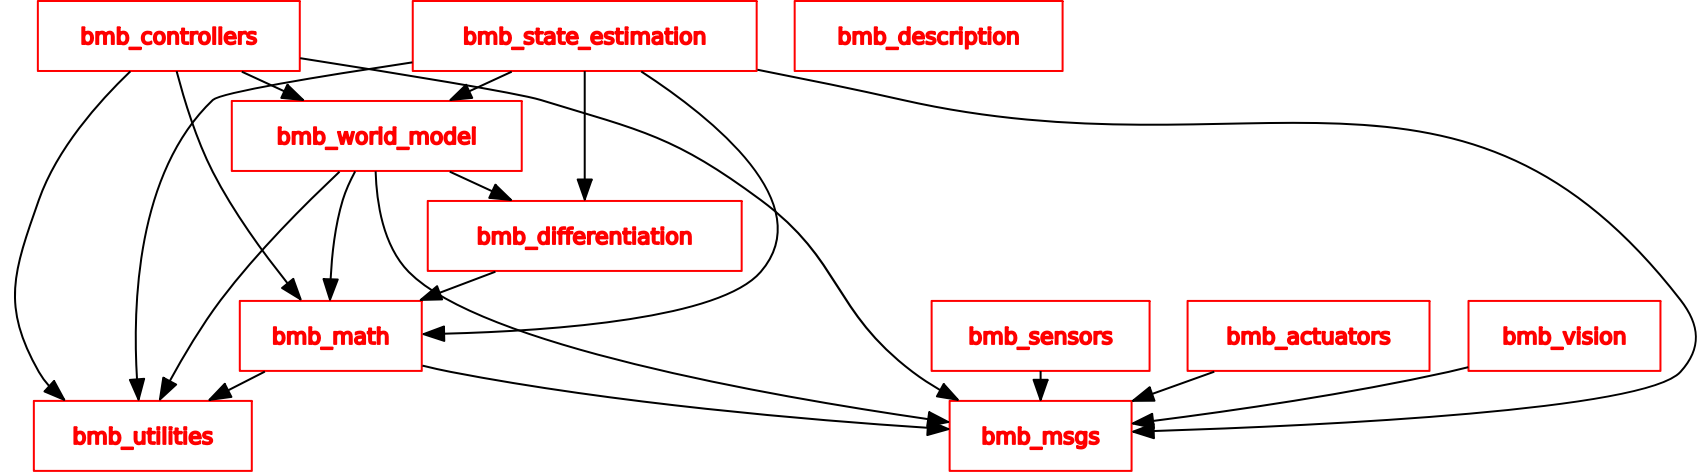 bmb_controllers
bmb_state_estimation
bmb_description
bmb_world_model
bmb_differentiation
bmb_math
bmb_sensors
bmb_actuators
bmb_vision
bmb_utilities
bmb_msgs